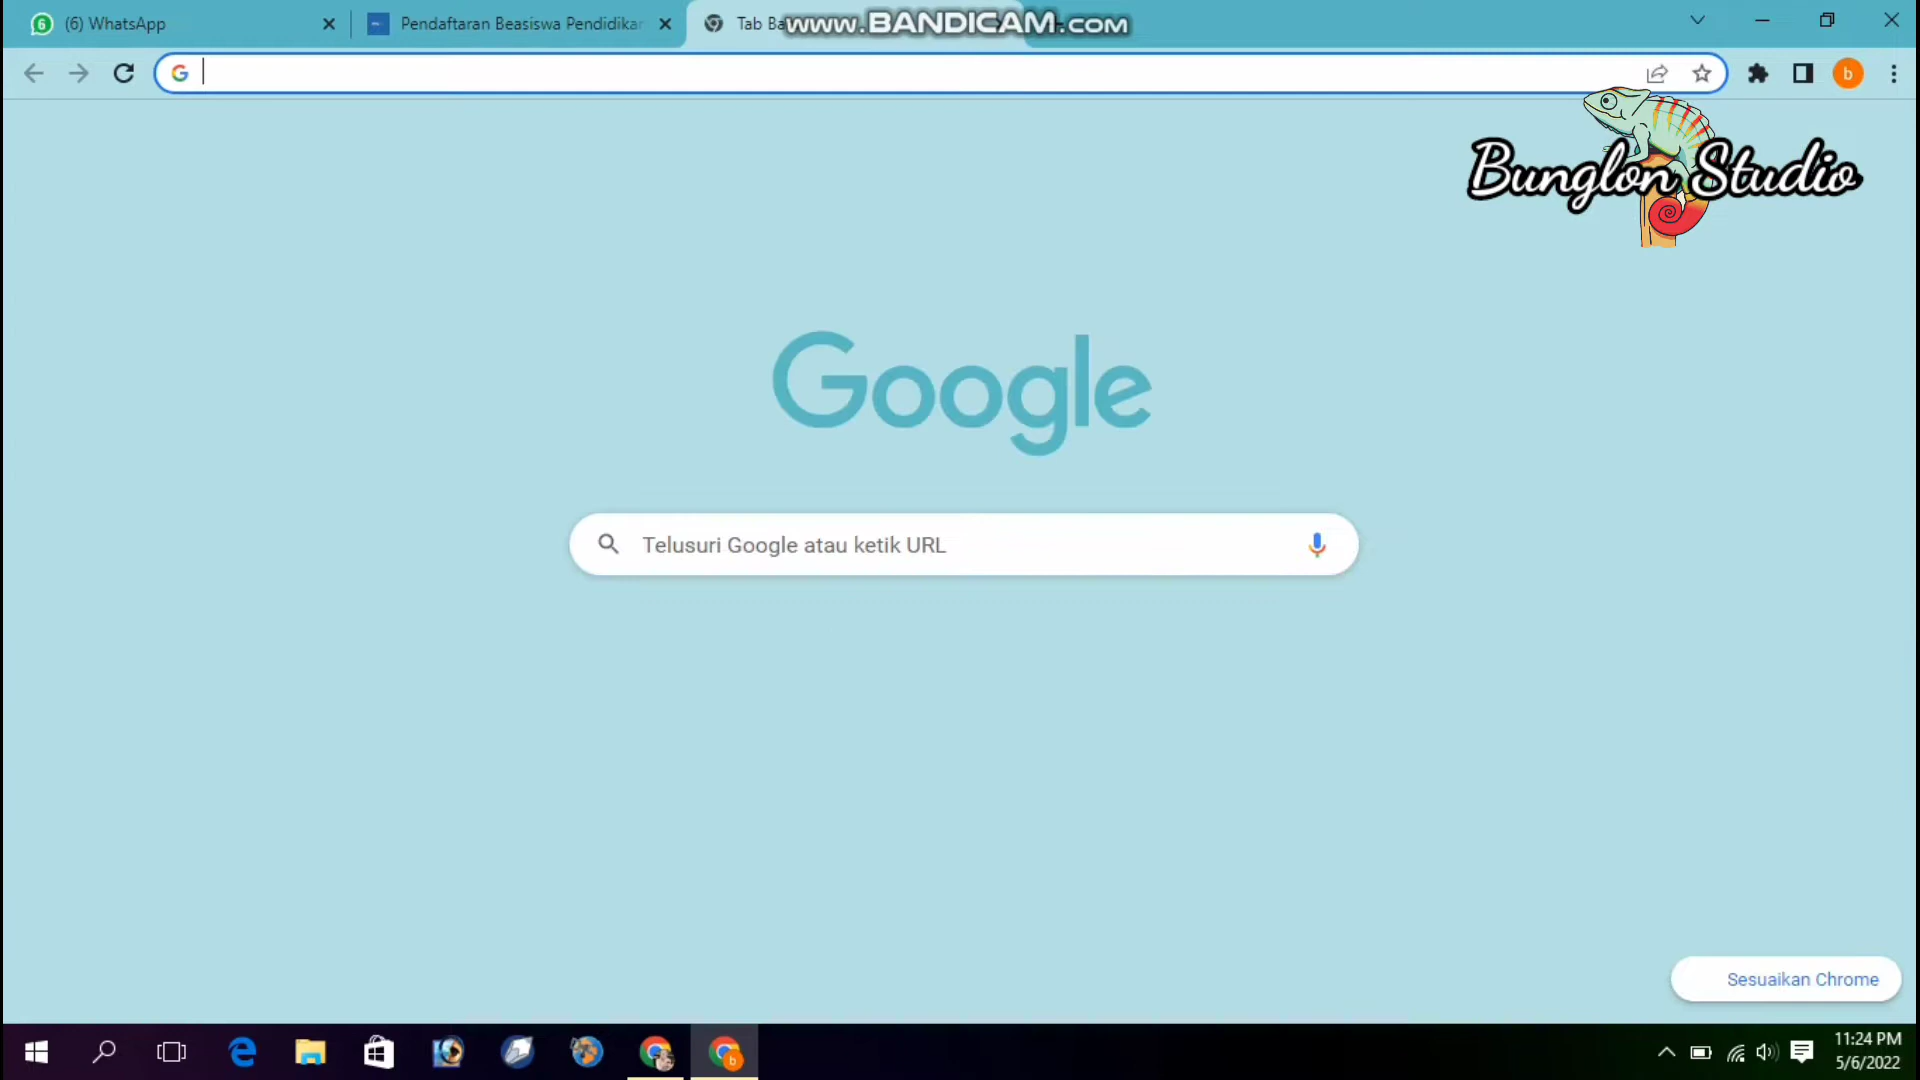 (6) WhatsApp
Pendaftaran Beasiswa Pendidikan
Tab Ba
www.BANDICAM.com
b
Bunglon Studio
Google
Telusuri Google atau ketik URL
Sesuaikan Chrome
11:24 PM
5/6/2022